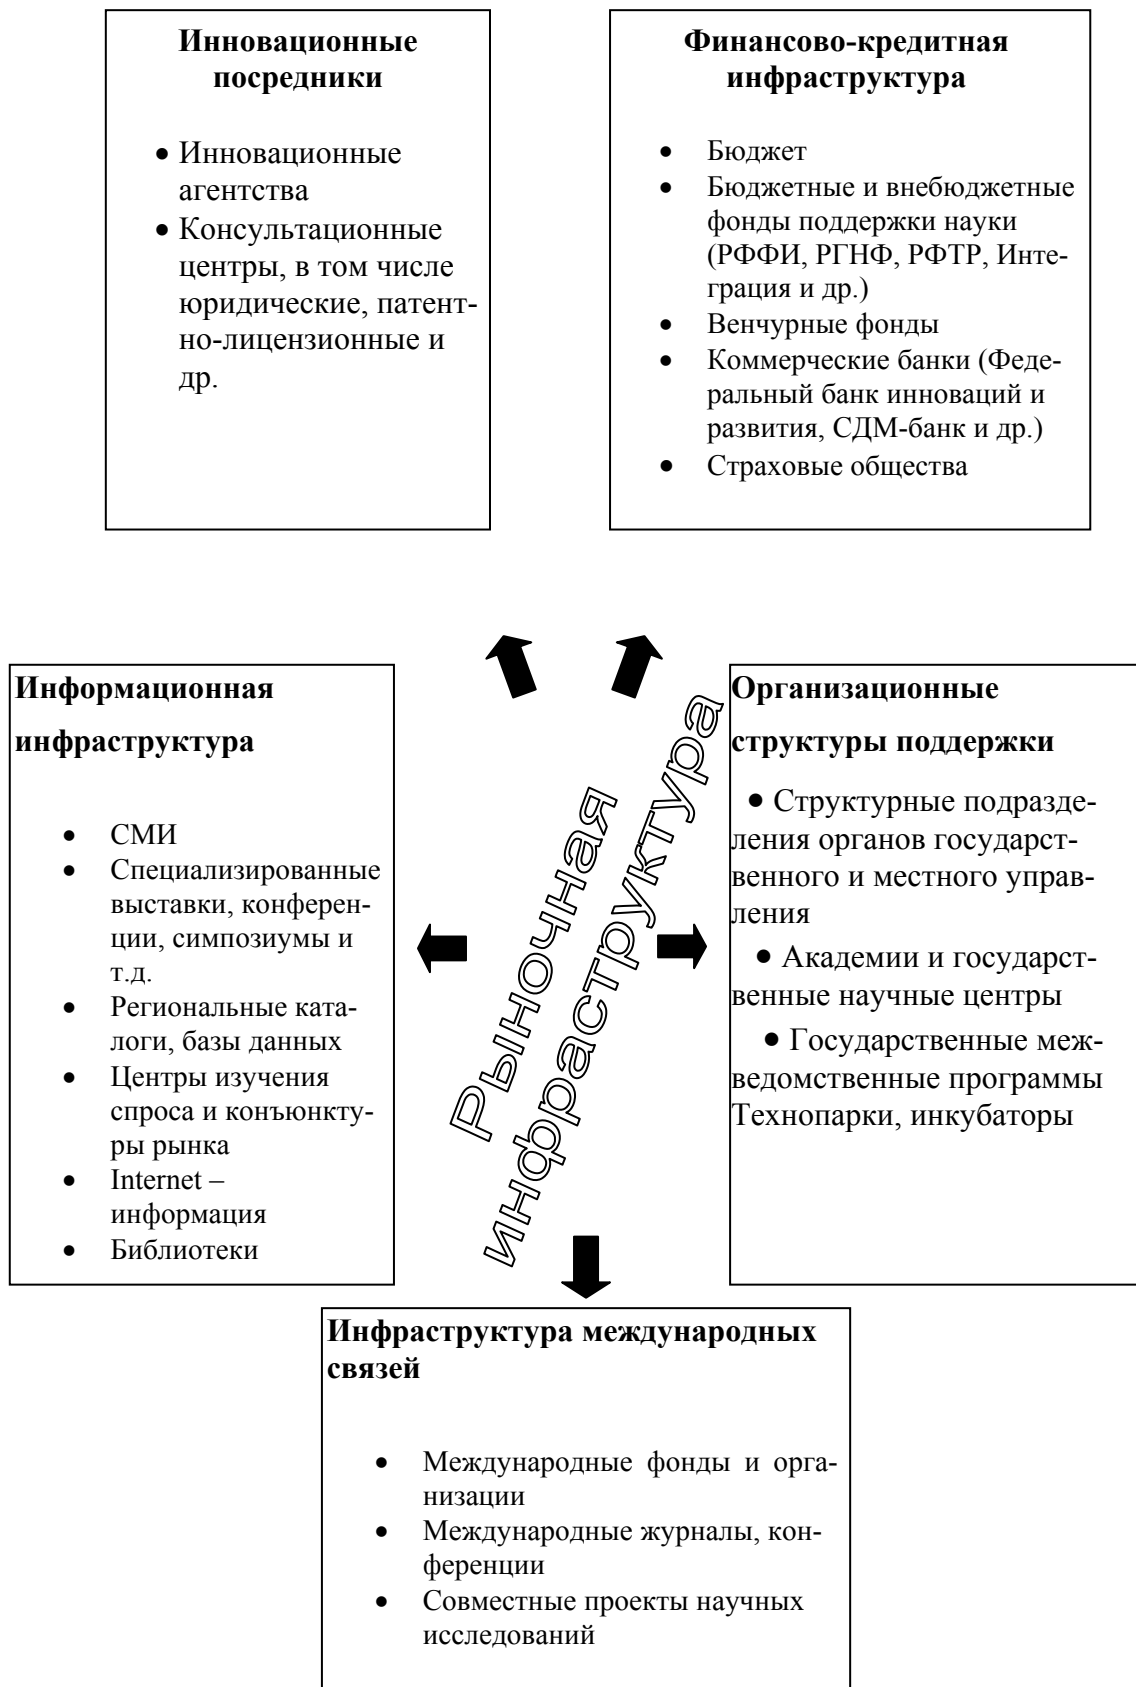 Инновационные
посредники
• Инновационные
агентства
• Консультационные
центры, в том числе
юридические, патент-
но-лицензионные и
др.
Финансово-кредитная
инфраструктура
• Бюджет
• Бюджетные и внебюджетные
фонды поддержки науки
(РФФИ, РГНФ, РФТР, Инте-
грация и др.)
• Венчурные фонды
• Коммерческие банки (Феде-
ральный банк инноваций и
развития, СДМ-банк и др.)
• Страховые общества
Информационная
инфраструктура
• СМИ
• Специализированные
выставки, конферен-
ции, симпозиумы и
т.д.
• Региональные ката-
логи, базы данных
• Центры изучения
спроса и конъюнкту-
ры рынка
• Internet –
информация
• Библиотеки
Рыночная
инфраструктура
Организационные
структуры поддержки
• Структурные подразде-
ления органов государст-
венного и местного управ-
ления
• Академии и государст-
венные научные центры
• Государственные меж-
ведомственные программы
Технопарки, инкубаторы
Инфраструктура международных
связей
• Международные фонды и орга-
низации
• Международные журналы, кон-
ференции
• Совместные проекты научных
исследований